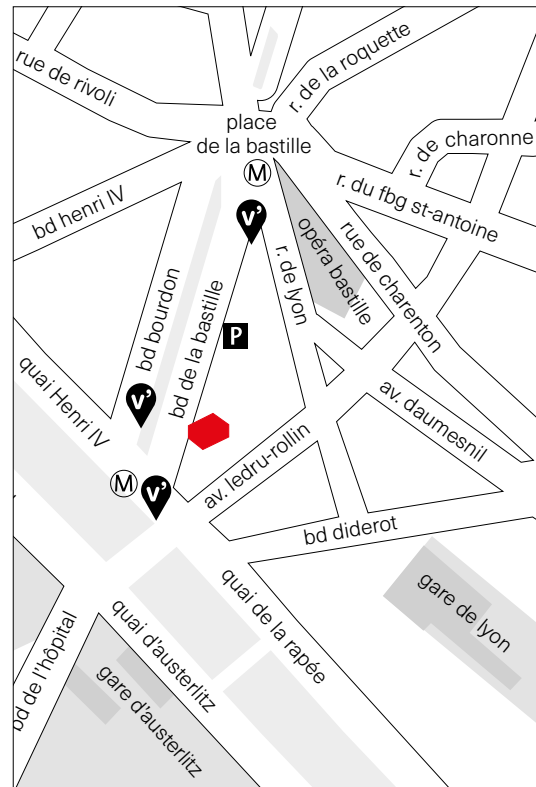 rue de rivoli
r. de la roquette
place
de la bastille
r. de charonne
M
r. du fbg st-antoine
bd henri IV
v’
opéra bastille
rue de charenton
r. de lyon
bd bourdon
bd de la bastille
P
quai Henri IV
v’
av. daumesnil
M
v’
av. ledru-rollin
bd diderot
gare de lyon
quai de la rapée
quai d'austerlitz
bd de l'hôpital
gare d'austerlitz